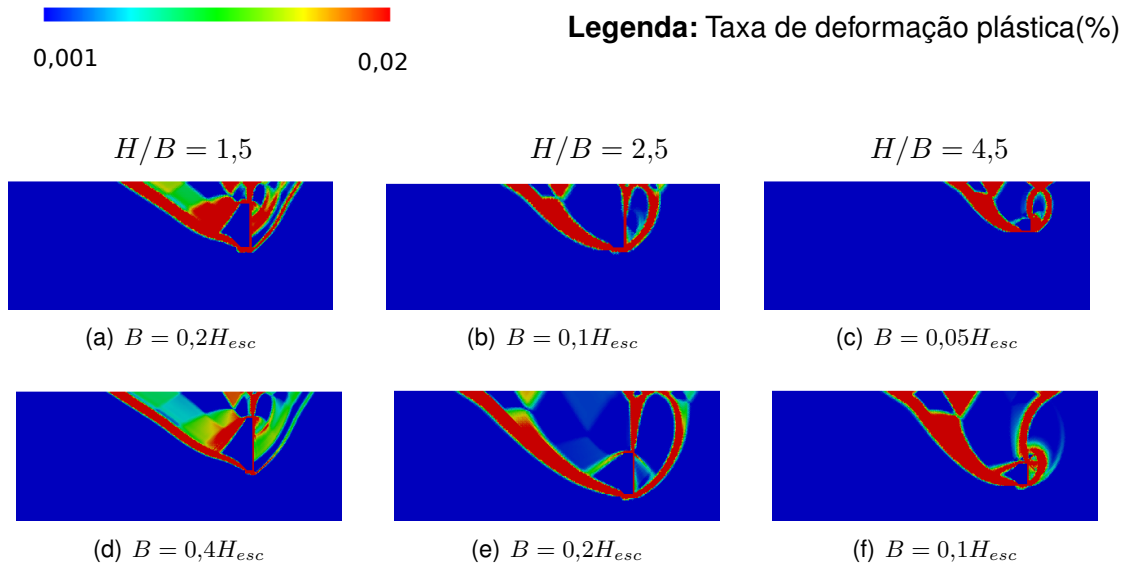 Legenda: Taxa de deformação plástica(%)
0,001 0,02
H/B = 1,5 H/B = 2,5 H/B = 4,5
(a) B = 0,2H_esc (b) B = 0,1H_esc (c) B = 0,05H_esc
(d) B = 0,4H_esc (e) B = 0,2H_esc (f) B = 0,1H_esc